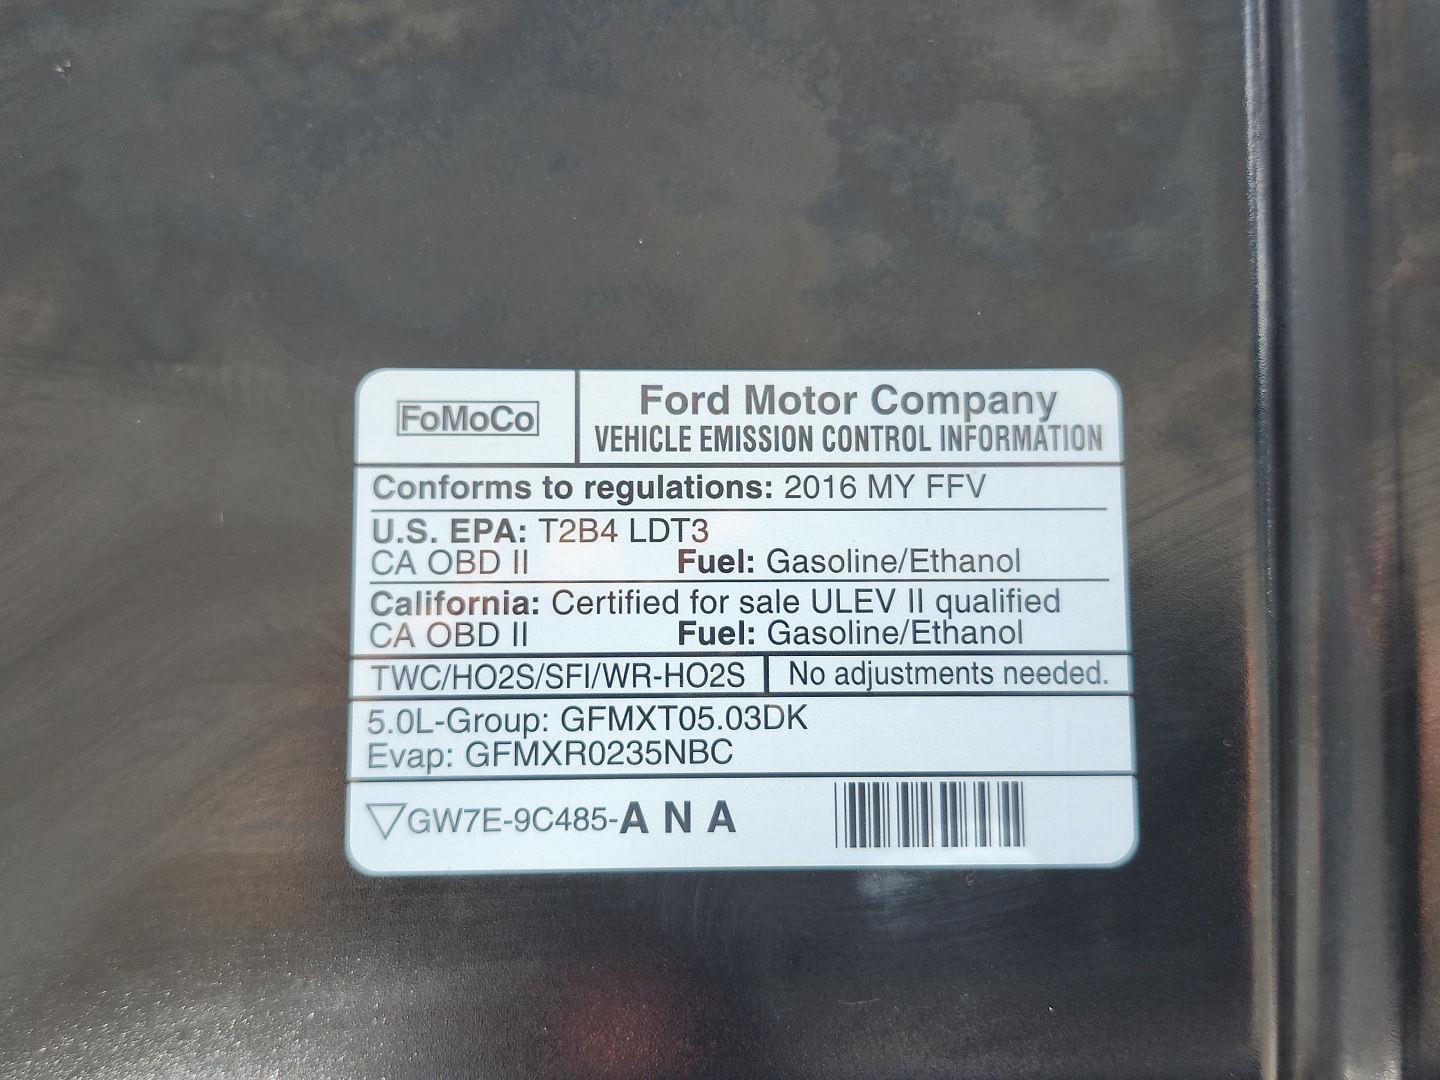 FoMoCo
Ford Motor Company
VEHICLE EMISSION CONTROL INFORMATION
Conforms to regulations: 2016 MY FFV
U.S. EPA: T2B4 LDT3
CA OBD II Fuel: Gasoline/Ethanol
California: Certified for sale ULEV II qualified
CA OBD II Fuel: Gasoline/Ethanol
TWC/HO2S/SFI/WR-HO2S
No adjustments needed.
5.0L-Group: GFMXT05.03DK
Evap: GFMXR0235NBC
GW7E-9C485-A N A